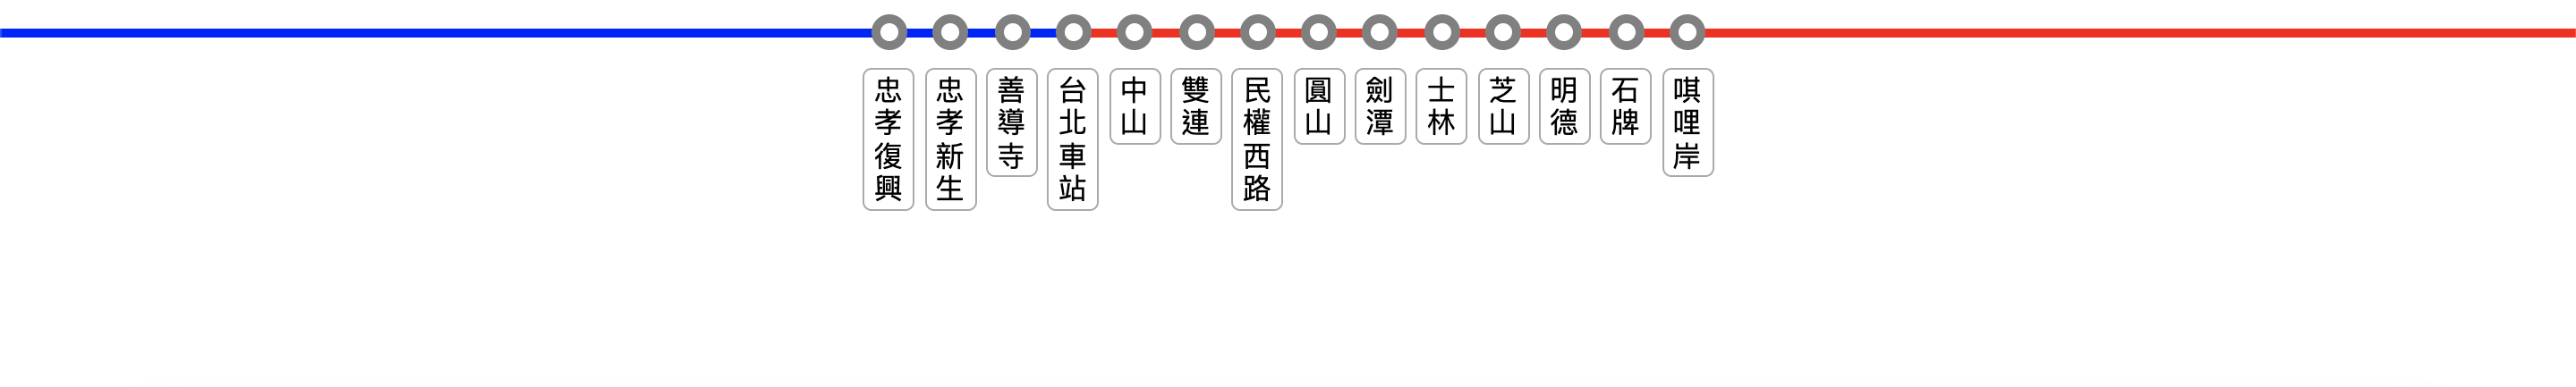 忠孝復興
忠孝新生
善導寺
台北車站
中山
雙連
民權西路
圓山
劍潭
士林
芝山
明德
石牌
唭哩岸